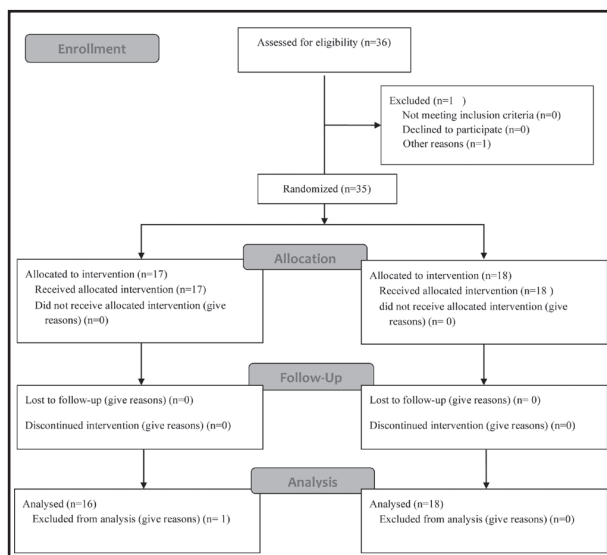 Enrollment
Assessed for eligibility (n=36)
Excluded (n=1 )
Not meeting inclusion criteria (n=0)
Declined to participate (n=0)
Other reasons (n=1)
Randomized (n=35)
Allocation
Allocated to intervention (n=17)
Received allocated intervention (n=17)
Did not receive allocated intervention (give
reasons) (n=0)
Allocated to intervention (n=18)
Received allocated intervention (n=18 )
did not receive allocated intervention (give
reasons) (n= 0)
Follow-Up
Lost to follow-up (give reasons) (n=0)
Discontinued intervention (give reasons) (n=0)
Lost to follow-up (give reasons) (n= 0)
Discontinued intervention (give reasons) (n=0)
Analysis
Analysed (n=16)
Excluded from analysis (give reasons) (n= 1)
Analysed (n=18)
Excluded from analysis (give reasons) (n=0)